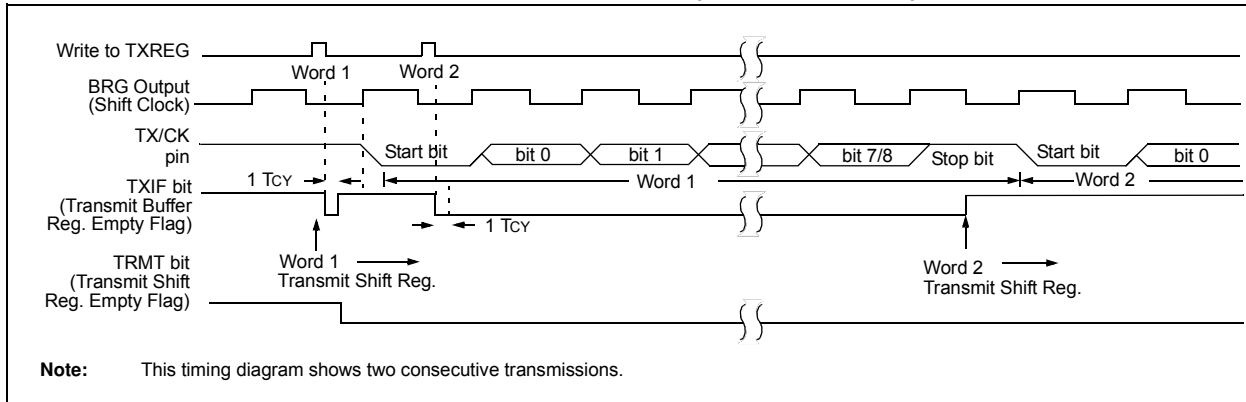 Write to TXREG
Word 1
Word 2
BRG Output
(Shift Clock)
TX/CK
pin
Start bit
bit 0
bit 1
bit 7/8
Stop bit
Start bit
bit 0
Word 1
Word 2
1 TCY
TXIF bit
(Transmit Buffer
Reg. Empty Flag)
1 TCY
Word 1
Transmit Shift Reg.
Word 2
Transmit Shift Reg.
TRMT bit
(Transmit Shift
Reg. Empty Flag)
Note: This timing diagram shows two consecutive transmissions.